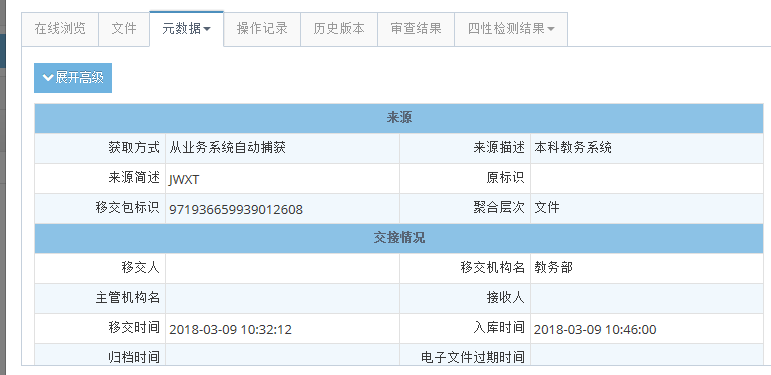 在线浏览 文件 元数据 操作记录 历史版本 审查结果 四性检测结果
展开高级
来源
获取方式 从业务系统自动捕获 来源描述 本科教务系统
来源简述 JWXT 原标识
移交包标识 971936659939012608 聚合层次 文件
交接情况
移交人 移交机构名 教务部
主管机构名 接收人
移交时间 2018-03-09 10:32:12 入库时间 2018-03-09 10:46:00
归档时间 电子文件过期时间